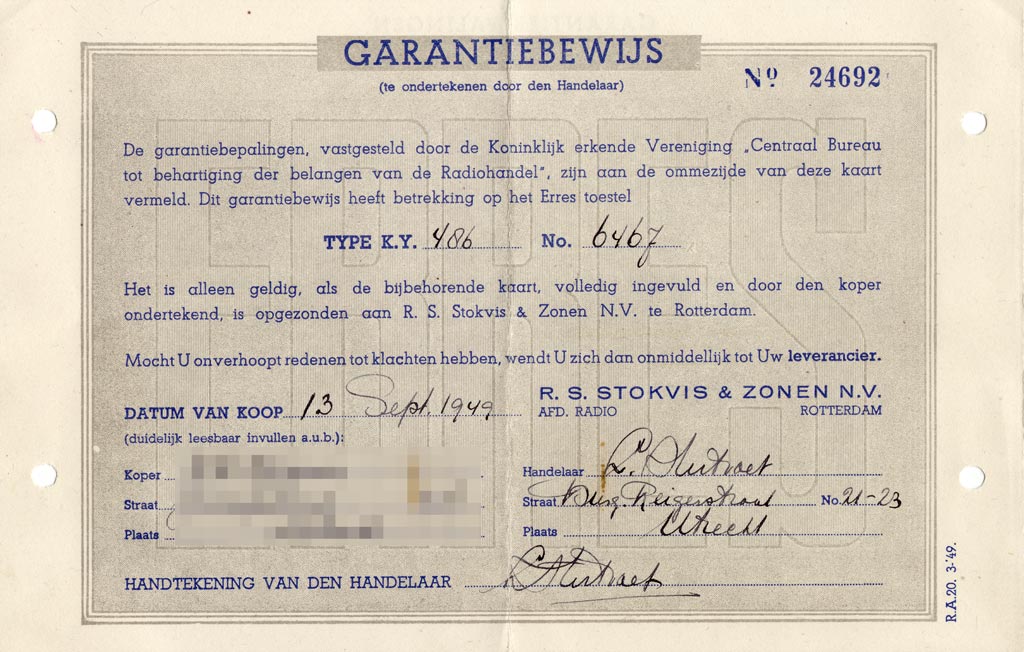 GARANTIEBEWIJS
(te ondertekenen door den Handelaar)
Nº 24692
De garantiebepalingen, vastgesteld door de Koninklijk erkende Vereniging „Centraal Bureau
tot behartiging der belangen van de Radiohandel", zijn aan de ommezijde van deze kaart
vermeld. Dit garantiebewijs heeft betrekking op het Erres toestel
TYPE K.Y. 486 No. 6467
Het is alleen geldig, als de bijbehorende kaart, volledig ingevuld en door den koper
ondertekend, is opgezonden aan R. S. Stokvis & Zonen N.V. te Rotterdam.
Mocht U onverhoopt redenen tot klachten hebben, wendt U zich dan onmiddellijk tot Uw leverancier.
R. S. STOKVIS & ZONEN N.V.
AFD. RADIO ROTTERDAM
DATUM VAN KOOP 13 Sept. 1949
(duidelijk leesbaar invullen a.u.b.):
Koper
Straat
Plaats
Handelaar L.
Straat Burg. Reigerstraat No. 21-23
Plaats Utrecht
HANDTEKENING VAN DEN HANDELAAR
R.A.20. 3-'49.
ERRES